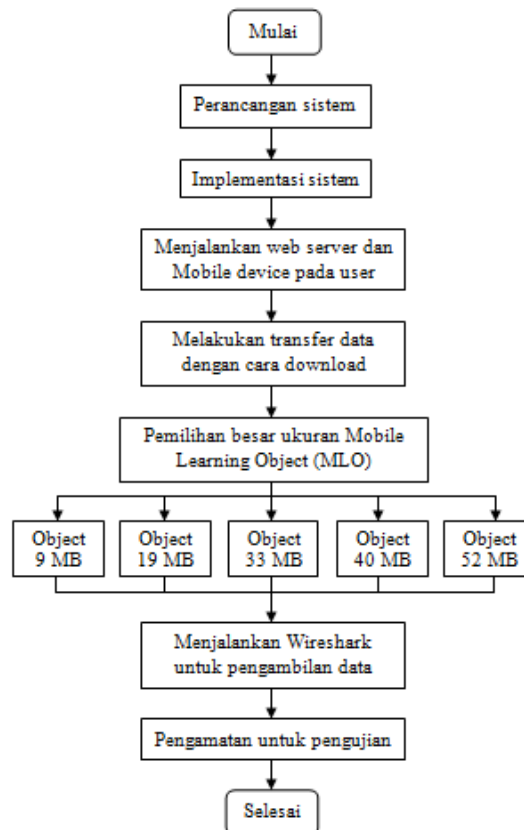 Mulai
Perancangan sistem
Implementasi sistem
Menjalankan web server dan
Mobile device pada user
Melakukan transfer data
dengan cara download
Pemilihan besar ukuran Mobile
Learning Object (MLO)
Object
9 MB
Object
19 MB
Object
33 MB
Object
40 MB
Object
52 MB
Menjalankan Wireshark
untuk pengambilan data
Pengamatan untuk pengujian
Selesai